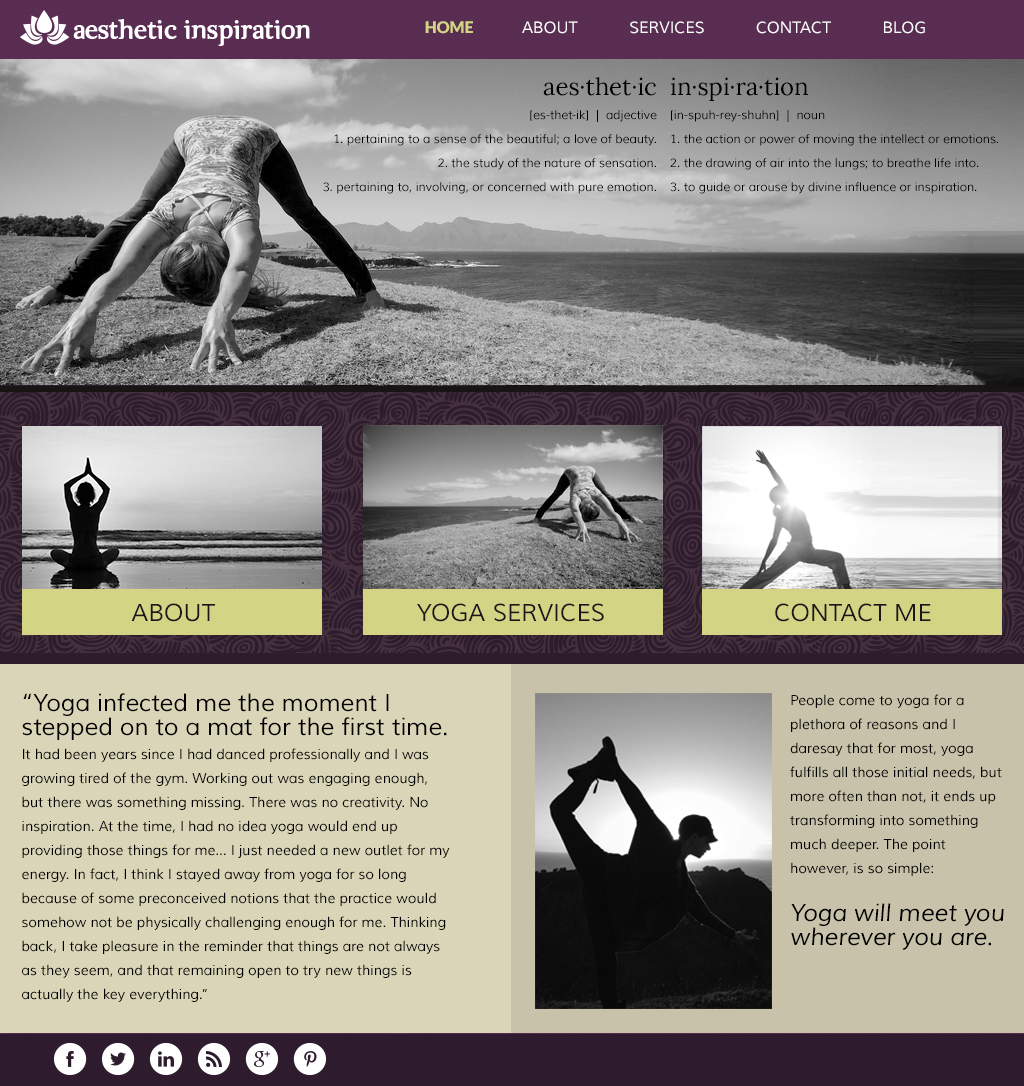 aesthetic inspiration
HOME ABOUT SERVICES CONTACT BLOG
aes·thet·ic
[es-thet-ik] | adjective
1. pertaining to a sense of the beautiful; a love of beauty.
2. the study of the nature of sensation.
3. pertaining to, involving, or concerned with pure emotion.
in·spi·ra·tion
[in-spuh-rey-shuhn] | noun
1. the action or power of moving the intellect or emotions.
2. the drawing of air into the lungs; to breathe life into.
3. to guide or arouse by divine influence or inspiration.
ABOUT
YOGA SERVICES
CONTACT ME
“Yoga infected me the moment I
stepped on to a mat for the first time.
It had been years since I had danced professionally and I was
growing tired of the gym. Working out was engaging enough,
but there was something missing. There was no creativity. No
inspiration. At the time, I had no idea yoga would end up
providing those things for me... I just needed a new outlet for my
energy. In fact, I think I stayed away from yoga for so long
because of some preconceived notions that the practice would
somehow not be physically challenging enough for me. Thinking
back, I take pleasure in the reminder that things are not always
as they seem, and that remaining open to try new things is
actually the key everything.”
People come to yoga for a
plethora of reasons and I
daresay that for most, yoga
fulfills all those initial needs, but
more often than not, it ends up
transforming into something
much deeper. The point
however, is so simple:
Yoga will meet you
wherever you are.